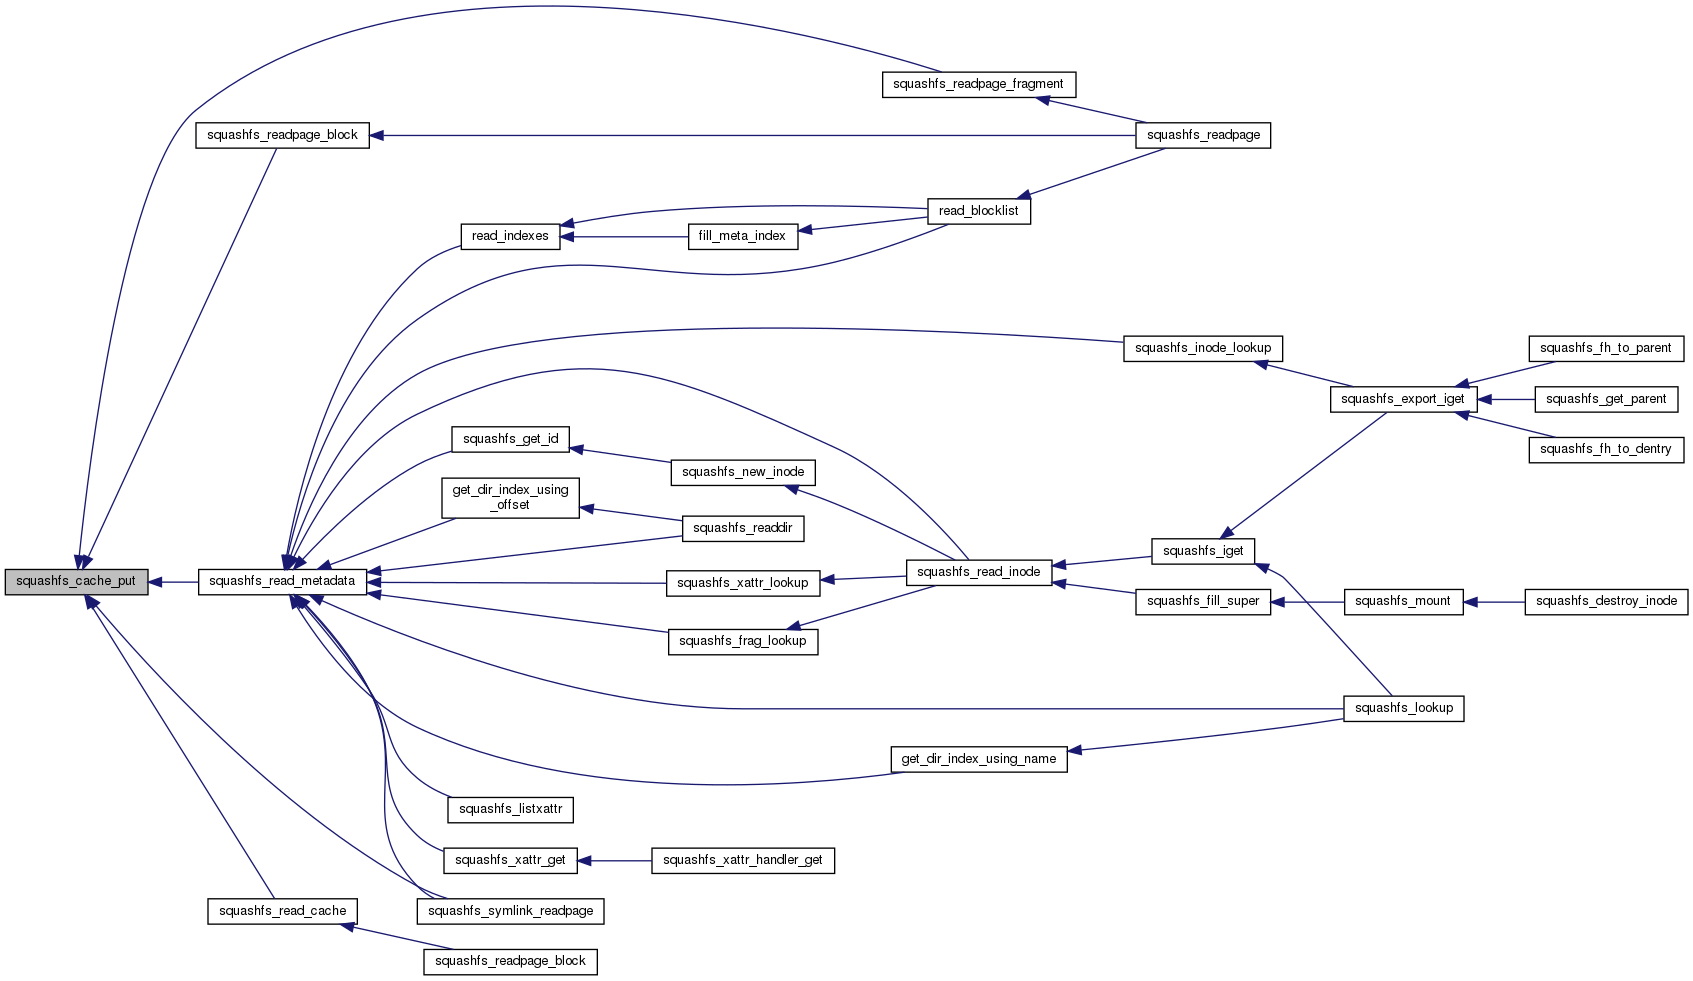 squashfs_readpage_fragment
squashfs_readpage_block
squashfs_readpage
read_blocklist
read_indexes
fill_meta_index
squashfs_inode_lookup
squashfs_fh_to_parent
squashfs_export_iget
squashfs_get_parent
squashfs_get_id
squashfs_fh_to_dentry
squashfs_new_inode
get_dir_index_using
_offset
squashfs_readdir
squashfs_iget
squashfs_cache_put
squashfs_read_metadata
squashfs_xattr_lookup
squashfs_read_inode
squashfs_fill_super
squashfs_mount
squashfs_destroy_inode
squashfs_frag_lookup
squashfs_lookup
get_dir_index_using_name
squashfs_listxattr
squashfs_xattr_get
squashfs_xattr_handler_get
squashfs_read_cache
squashfs_symlink_readpage
squashfs_readpage_block